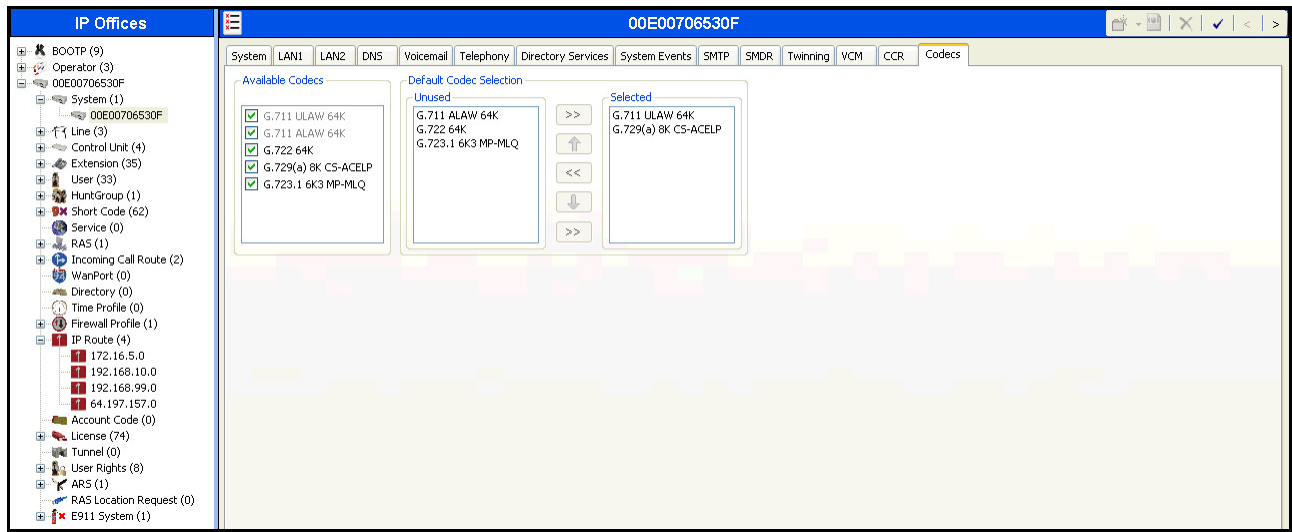 IP Offices
BOOTP (9)
Operator (3)
00E00706530F
System (1)
00E00706530F
Line (3)
Control Unit (4)
Extension (35)
User (33)
HuntGroup (1)
Short Code (62)
Service (0)
RAS (1)
Incoming Call Route (2)
WanPort (0)
Directory (0)
Time Profile (0)
Firewall Profile (1)
IP Route (4)
172.16.5.0
192.168.10.0
192.168.99.0
64.197.157.0
Account Code (0)
License (74)
Tunnel (0)
User Rights (8)
ARS (1)
RAS Location Request (0)
E911 System (1)
00E00706530F
System LAN1 LAN2 DNS Voicemail Telephony Directory Services System Events SMTP SMDR Twinning VCM CCR Codecs
Available Codecs
G.711 ULAW 64K
G.711 ALAW 64K
G.722 64K
G.729(a) 8K CS-ACELP
G.723.1 6K3 MP-MLQ
Default Codec Selection
Unused
G.711 ALAW 64K
G.722 64K
G.723.1 6K3 MP-MLQ
>>
<<
>>
Selected
G.711 ULAW 64K
G.729(a) 8K CS-ACELP